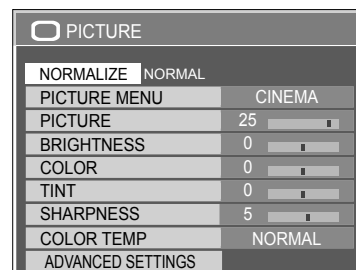 PICTURE
NORMALIZE NORMAL
PICTURE MENU CINEMA
PICTURE 25
BRIGHTNESS 0
COLOR 0
TINT 0
SHARPNESS 5
COLOR TEMP NORMAL
ADVANCED SETTINGS